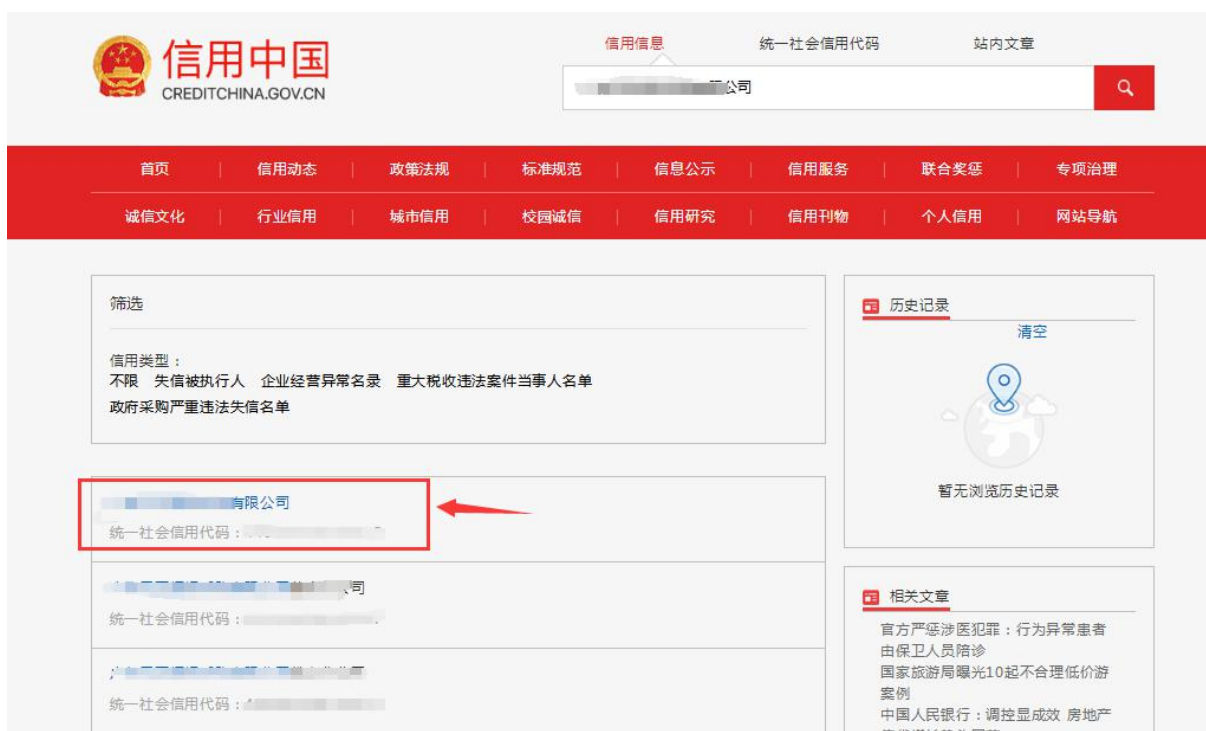 信用中国
CREDITCHINA.GOV.CN
信用信息 统一社会信用代码 站内文章
公司
首页 信用动态 政策法规 标准规范 信息公示 信用服务 联合奖惩 专项治理
诚信文化 行业信用 城市信用 校园诚信 信用研究 信用刊物 个人信用 网站导航
筛选
信用类型：
不限 失信被执行人 企业经营异常名录 重大税收违法案件当事人名单
政府采购严重违法失信名单
有限公司
统一社会信用代码：
司
统一社会信用代码：
统一社会信用代码：
历史记录
清空
暂无浏览历史记录
相关文章
官方严惩涉医犯罪：行为异常患者
由保卫人员陪诊
国家旅游局曝光10起不合理低价游
案例
中国人民银行：调控显成效 房地产